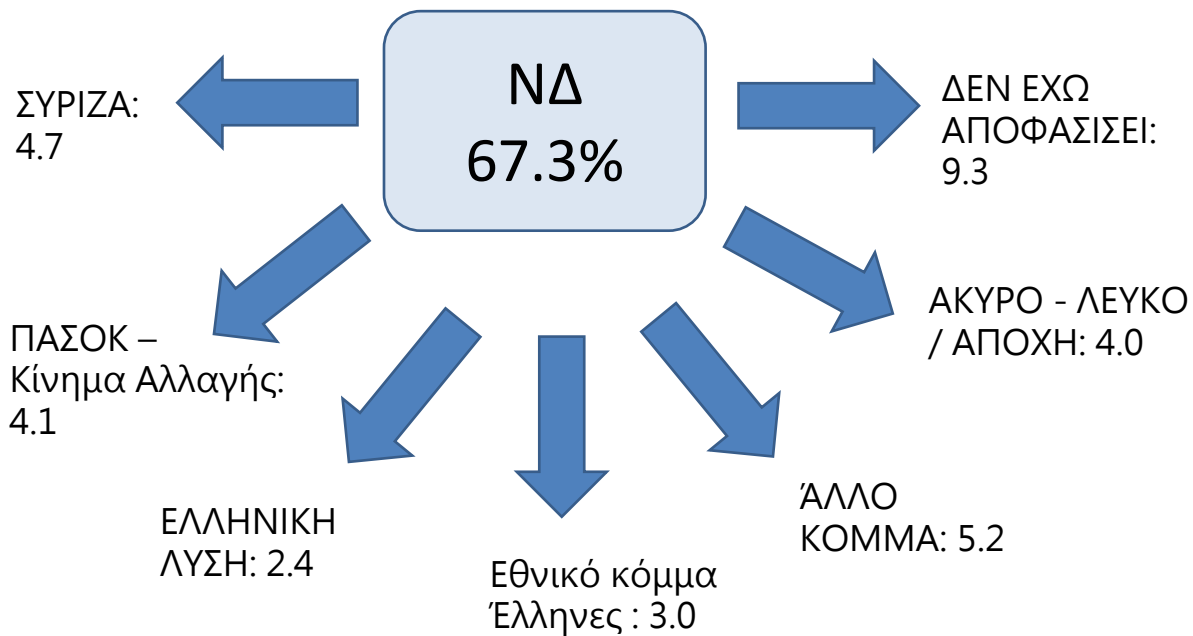 ΝΔ
67.3%
ΣΥΡΙΖΑ:
4.7
ΔΕΝ ΕΧΩ
ΑΠΟΦΑΣΙΣΕΙ:
9.3
ΠΑΣΟΚ –
Κίνημα Αλλαγής:
4.1
ΑΚΥΡΟ - ΛΕΥΚΟ
/ ΑΠΟΧΗ: 4.0
ΕΛΛΗΝΙΚΗ
ΛΥΣΗ: 2.4
Εθνικό κόμμα
Έλληνες : 3.0
ΆΛΛΟ
ΚΟΜΜΑ: 5.2